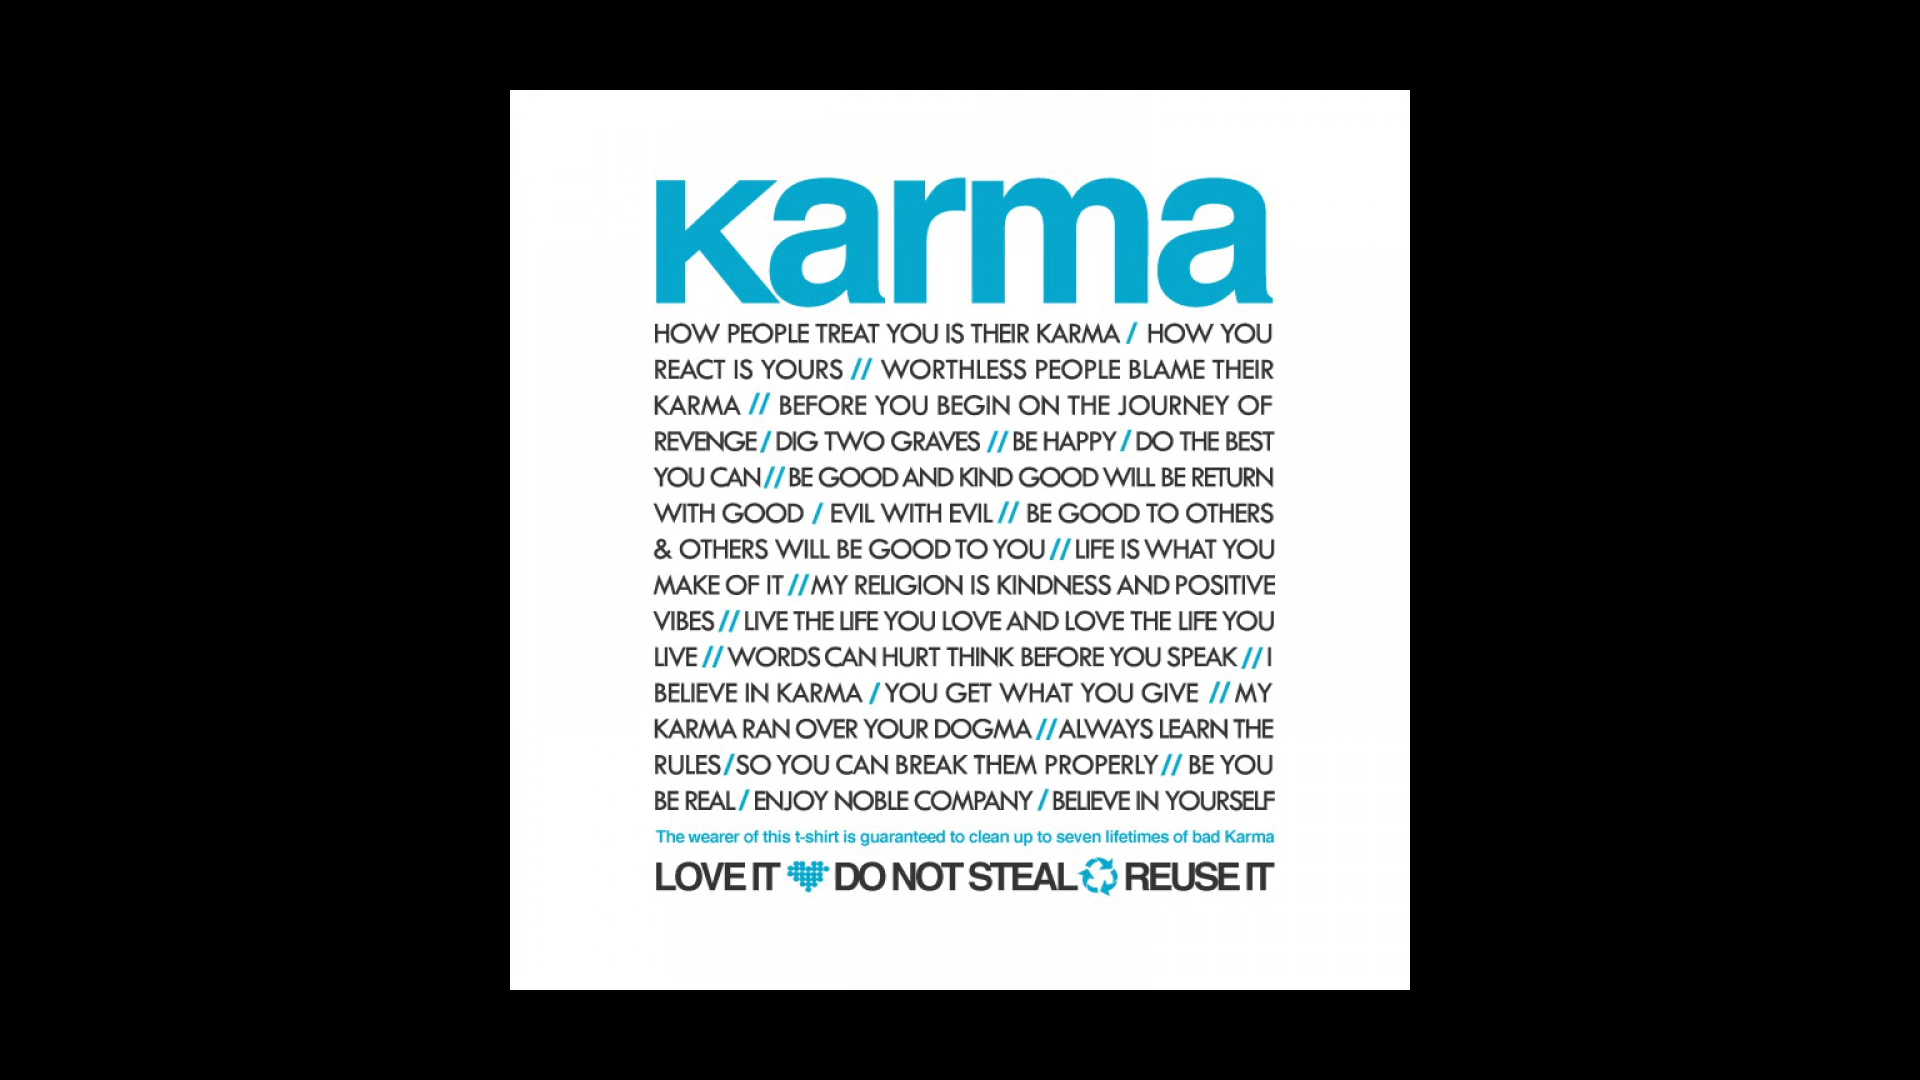 Karma
HOW PEOPLE TREAT YOU IS THEIR KARMA / HOW YOU
REACT IS YOURS // WORTHLESS PEOPLE BLAME THEIR
KARMA // BEFORE YOU BEGIN ON THE JOURNEY OF
REVENGE / DIG TWO GRAVES // BE HAPPY / DO THE BEST
YOU CAN // BE GOOD AND KIND GOOD WILL BE RETURN
WITH GOOD / EVIL WITH EVIL // BE GOOD TO OTHERS
& OTHERS WILL BE GOOD TO YOU // LIFE IS WHAT YOU
MAKE OF IT // MY RELIGION IS KINDNESS AND POSITIVE
VIBES // LIVE THE LIFE YOU LOVE AND LOVE THE LIFE YOU
LIVE // WORDS CAN HURT THINK BEFORE YOU SPEAK // I
BELIEVE IN KARMA / YOU GET WHAT YOU GIVE // MY
KARMA RAN OVER YOUR DOGMA // ALWAYS LEARN THE
RULES / SO YOU CAN BREAK THEM PROPERLY // BE YOU
BE REAL / ENJOY NOBLE COMPANY / BELIEVE IN YOURSELF
The wearer of this t-shirt is guaranteed to clean up to seven lifetimes of bad Karma
LOVE IT DO NOT STEAL REUSE IT